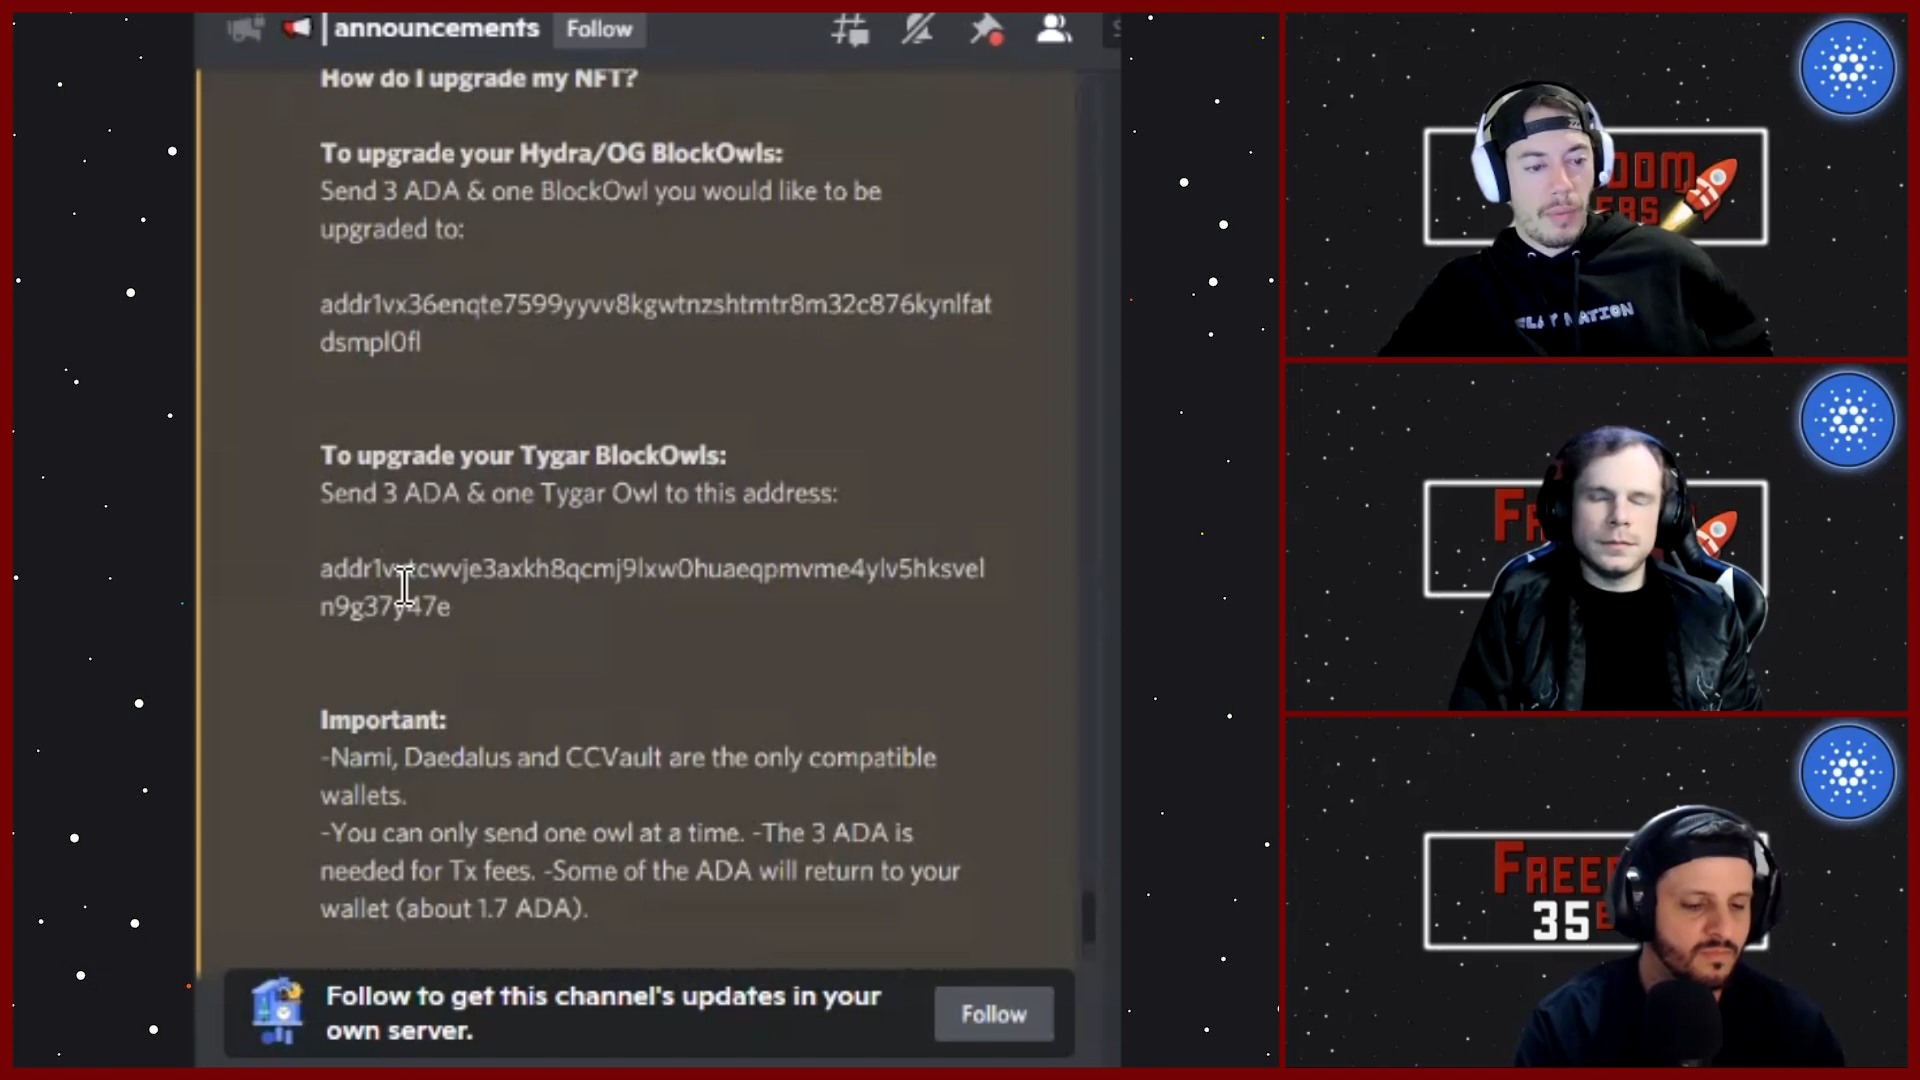 announcements
Follow
How do I upgrade my NFT?
To upgrade your Hydra/OG BlockOwls:
Send 3 ADA & one BlockOwl you would like to be
upgraded to:
addr1vx36enqte7599yyvv8kgwtnzshtmtr8m32c876kynlfat
dsmpl0fl
To upgrade your Tygar BlockOwls:
Send 3 ADA & one Tygar Owl to this address:
n9g37y47e
Important:
-Nami, Daedalus and CCVault are the only compatible
wallets.
-You can only send one owl at a time. -The 3 ADA is
needed for Tx fees. -Some of the ADA will return to your
wallet (about 1.7 ADA).
Follow to get this channel's updates in your
own server.
Follow
NATION
35